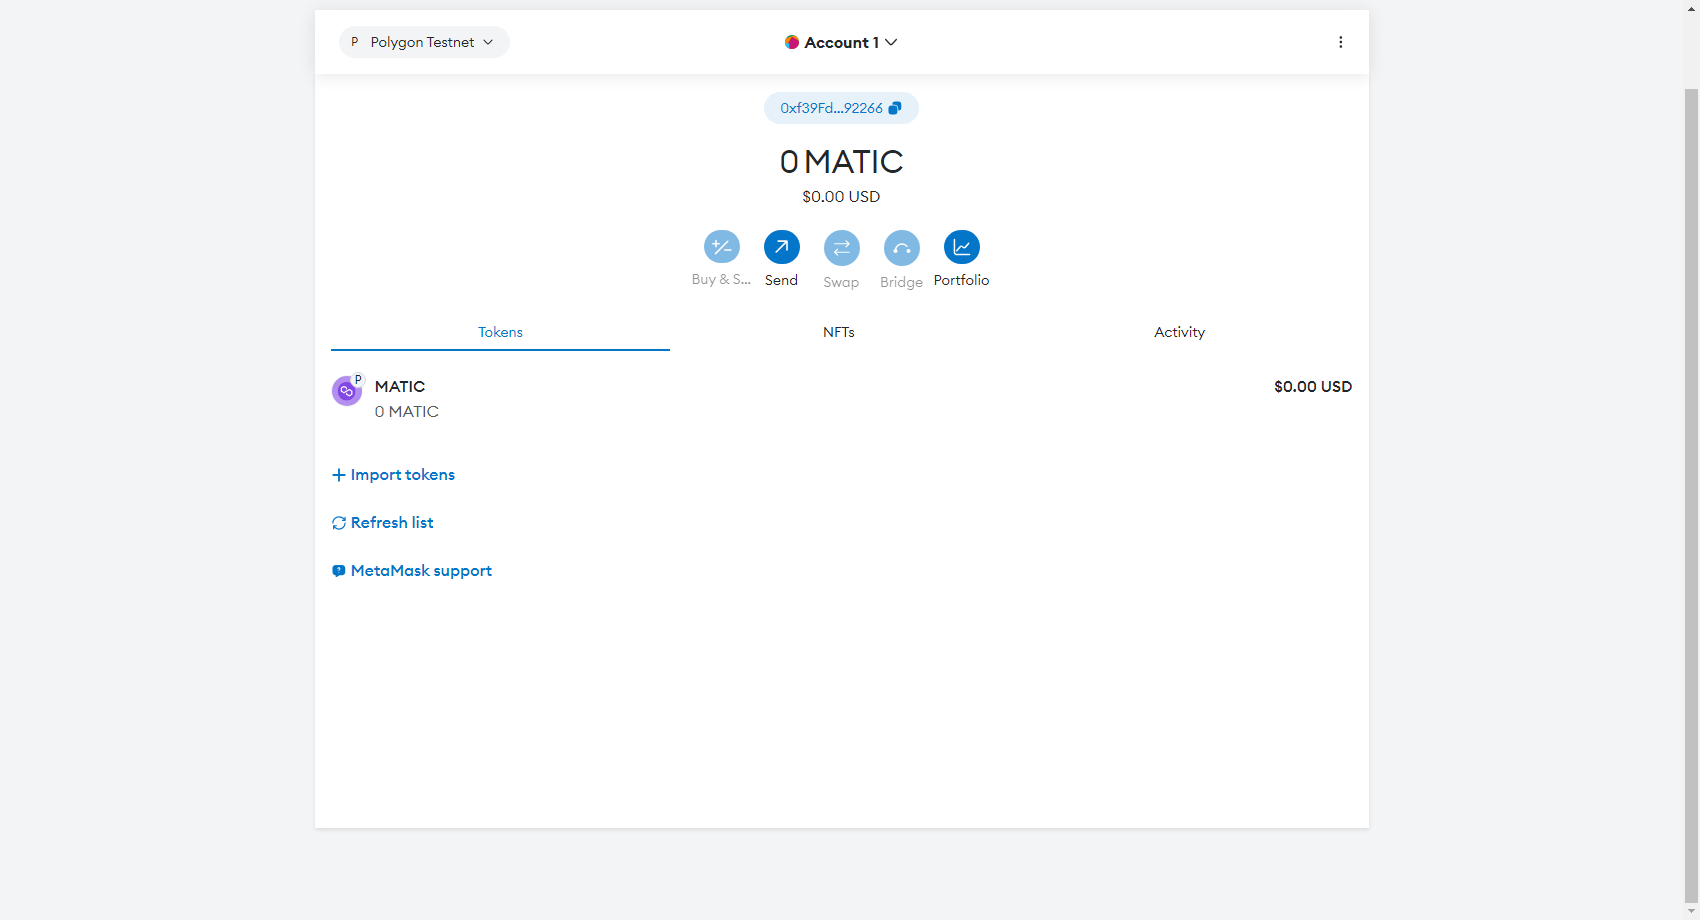 P Polygon Testnet
Account 1
0xf39Fd...92266
0 MATIC
$0.00 USD
Buy & S...
Send
Swap
Bridge
Portfolio
Tokens
NFTs
Activity
P
MATIC
$0.00 USD
0 MATIC
Import tokens
Refresh list
MetaMask support